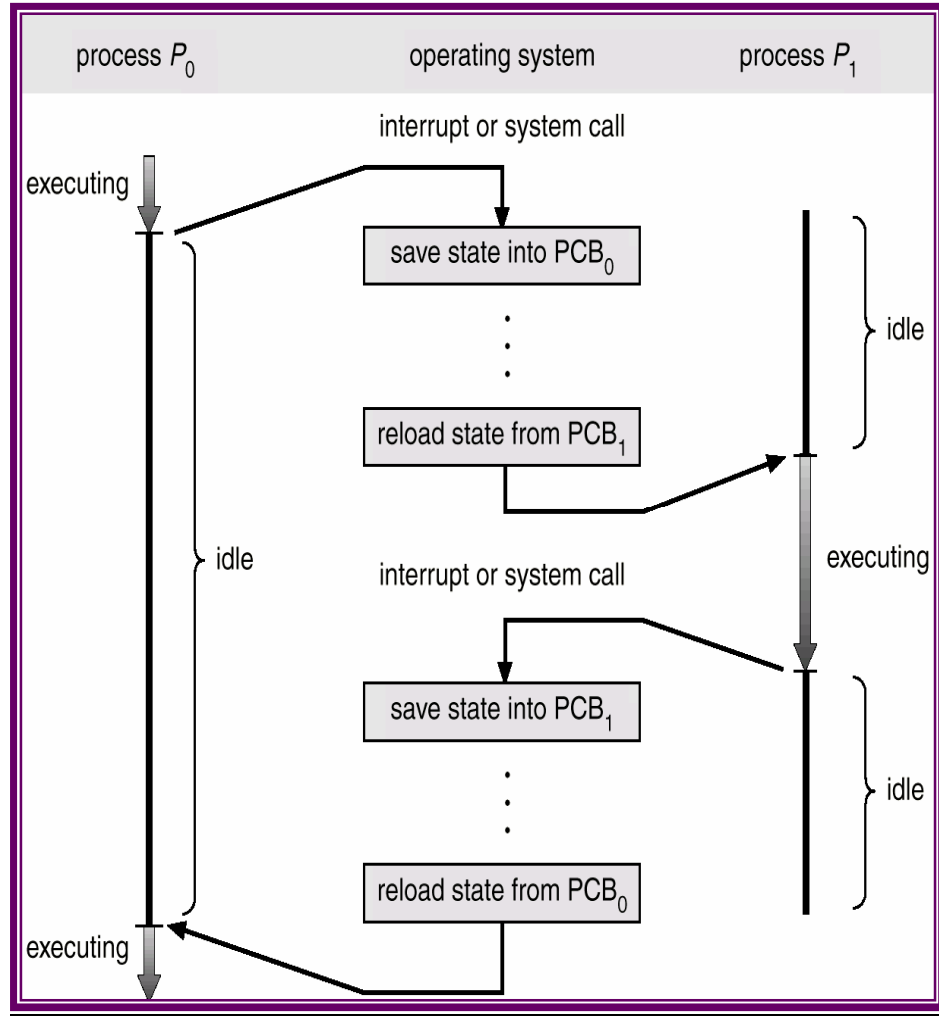 process P0 operating system process P1
interrupt or system call
executing
save state into PCB0
idle
reload state from PCB1
idle
executing
interrupt or system call
save state into PCB1
idle
reload state from PCB0
executing